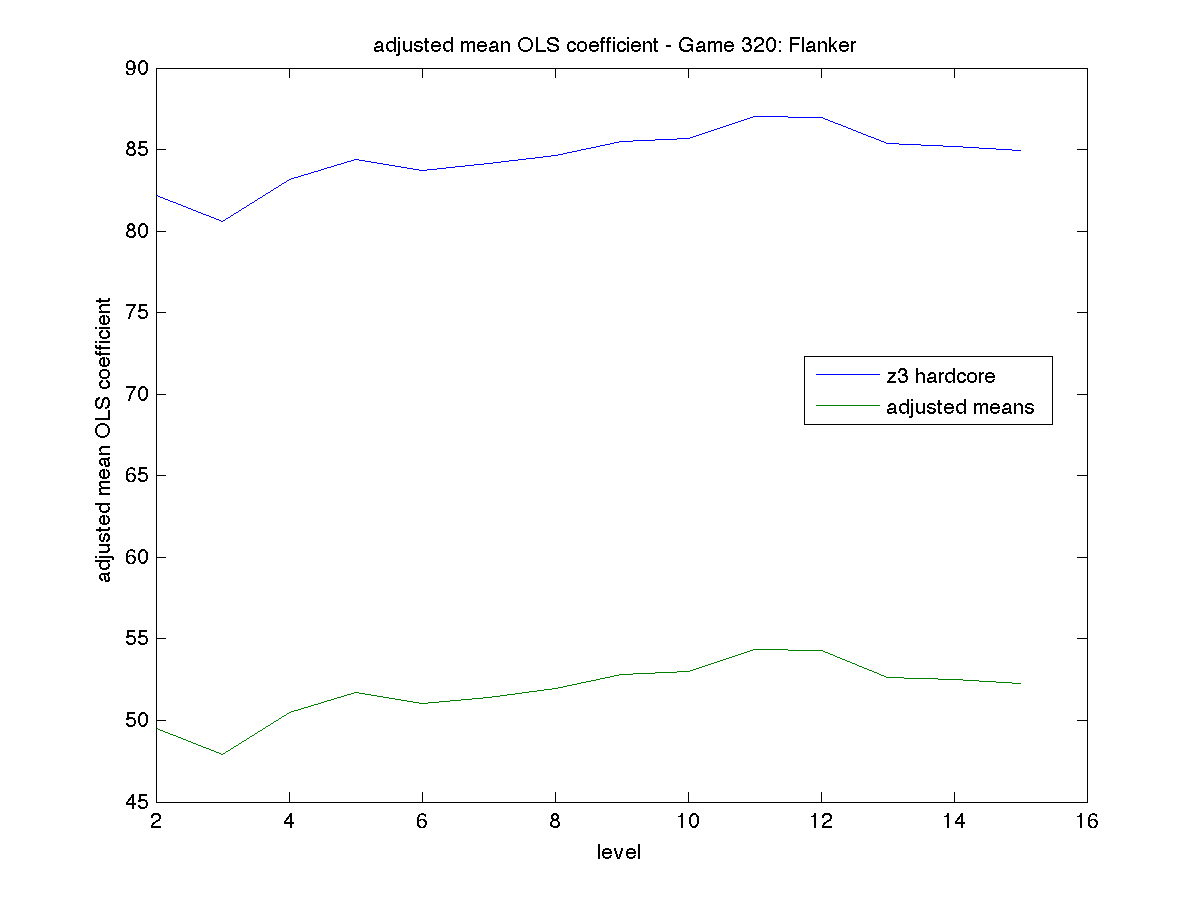 adjusted mean OLS coefficient - Game 320: Flanker
90
85
80
75
70
65
60
55
50
45
adjusted mean OLS coefficient
z3 hardcore
adjusted means
2 4 6 8 10 12 14 16
level